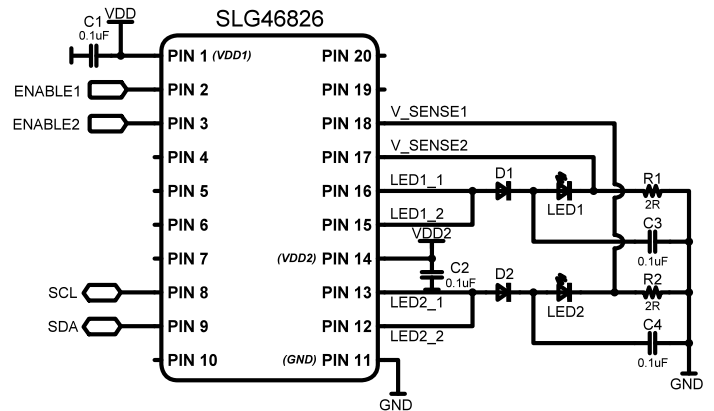 SLG46826
C1
VDD
0.1uF
PIN 1 (VDD1)
PIN 20
ENABLE1
PIN 2
PIN 19
ENABLE2
PIN 3
PIN 18
V_SENSE1
PIN 4
PIN 17
V_SENSE2
PIN 5
PIN 16
LED1_1
D1
LED1
R1
2R
PIN 6
PIN 15
LED1_2
C3
0.1uF
PIN 7
(VDD2) PIN 14
VDD2
C2
0.1uF
SCL
PIN 8
PIN 13
LED2_1
D2
LED2
R2
2R
SDA
PIN 9
PIN 12
LED2_2
C4
0.1uF
PIN 10
(GND) PIN 11
GND
GND